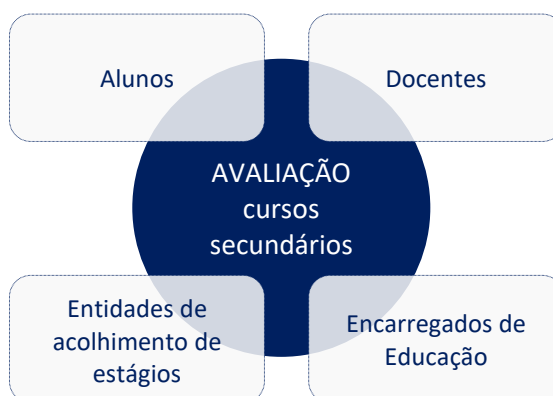 Alunos
Docentes
AVALIAÇÃO
cursos
secundários
Entidades de
acolhimento de
estágios
Encarregados de
Educação